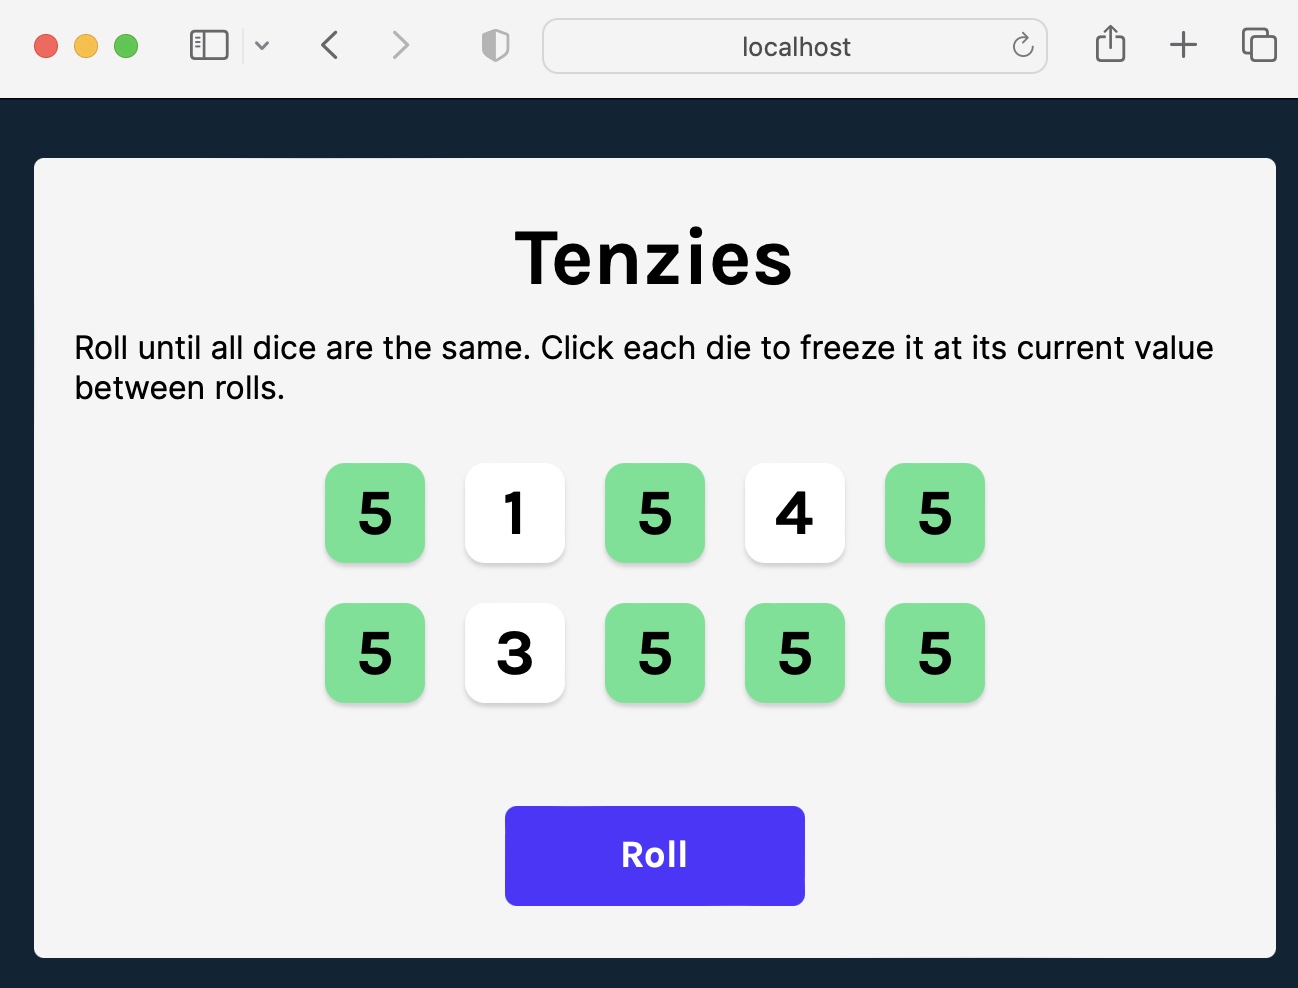 localhost
Tenzies
Roll until all dice are the same. Click each die to freeze it at its current value
between rolls.
5 1 5 4 5
5 3 5 5 5
Roll